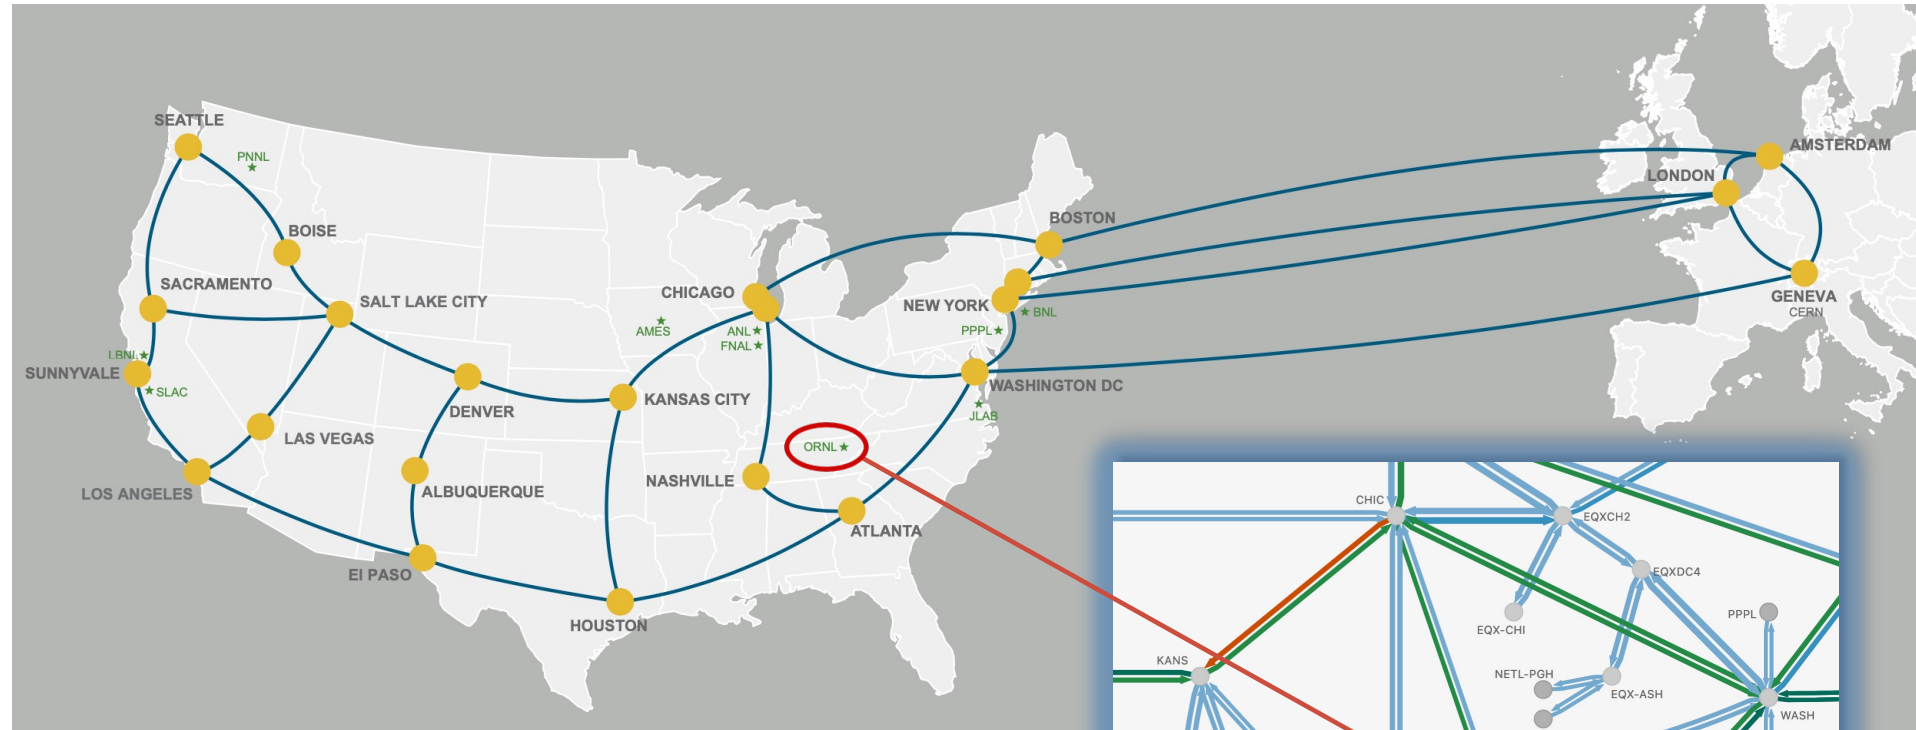 SEATTLE
PNNL
BOISE
SACRAMENTO
SALT LAKE CITY
LBNL
SUNNYVALE
SLAC
LAS VEGAS
LOS ANGELES
DENVER
ALBUQUERQUE
El PASO
HOUSTON
KANSAS CITY
CHICAGO
AMES
ANL
FNAL
NASHVILLE
ORNL
ATLANTA
BOSTON
NEW YORK
BNL
PPPL
WASHINGTON DC
JLAB
AMSTERDAM
LONDON
GENEVA
CERN
CHIC
EQXCH2
EQXDC4
EQX-CHI
PPPL
KANS
NETL-PGH
EQX-ASH
WASH